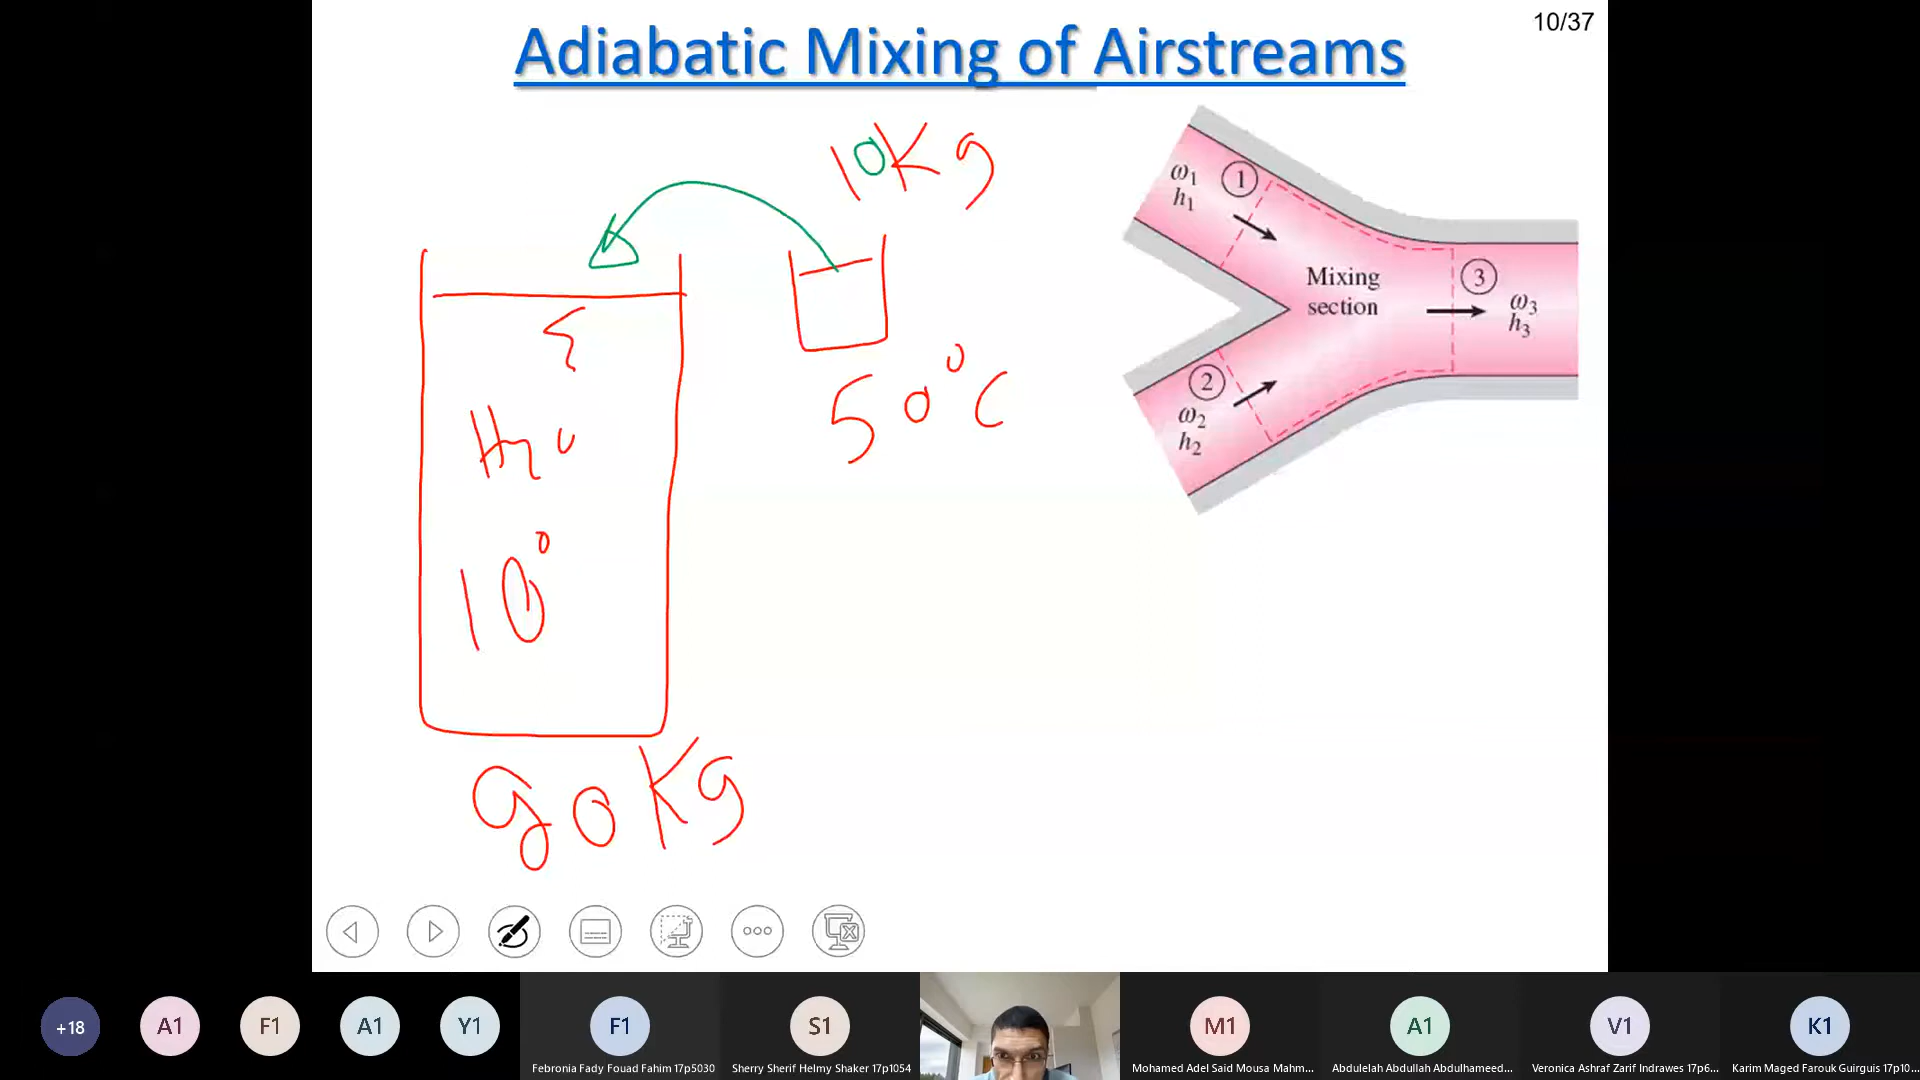 10/37
Adiabatic Mixing of Airstreams
10Kg
ω1
h1
1
Mixing
section
3
ω3
h3
2
ω2
h2
50°C
H2O
10°
90Kg
+18
A1
F1
A1
Y1
F1
S1
M1
A1
V1
K1
Febronia Fady Fouad Fahim 17p5030
Sherry Sherif Helmy Shaker 17p1054
Mohamed Adel Said Mousa Mahm...
Abdulelah Abdullah Abdulhameed...
Veronica Ashraf Zarif Indrawes 17p6...
Karim Maged Farouk Guirguis 17p10...